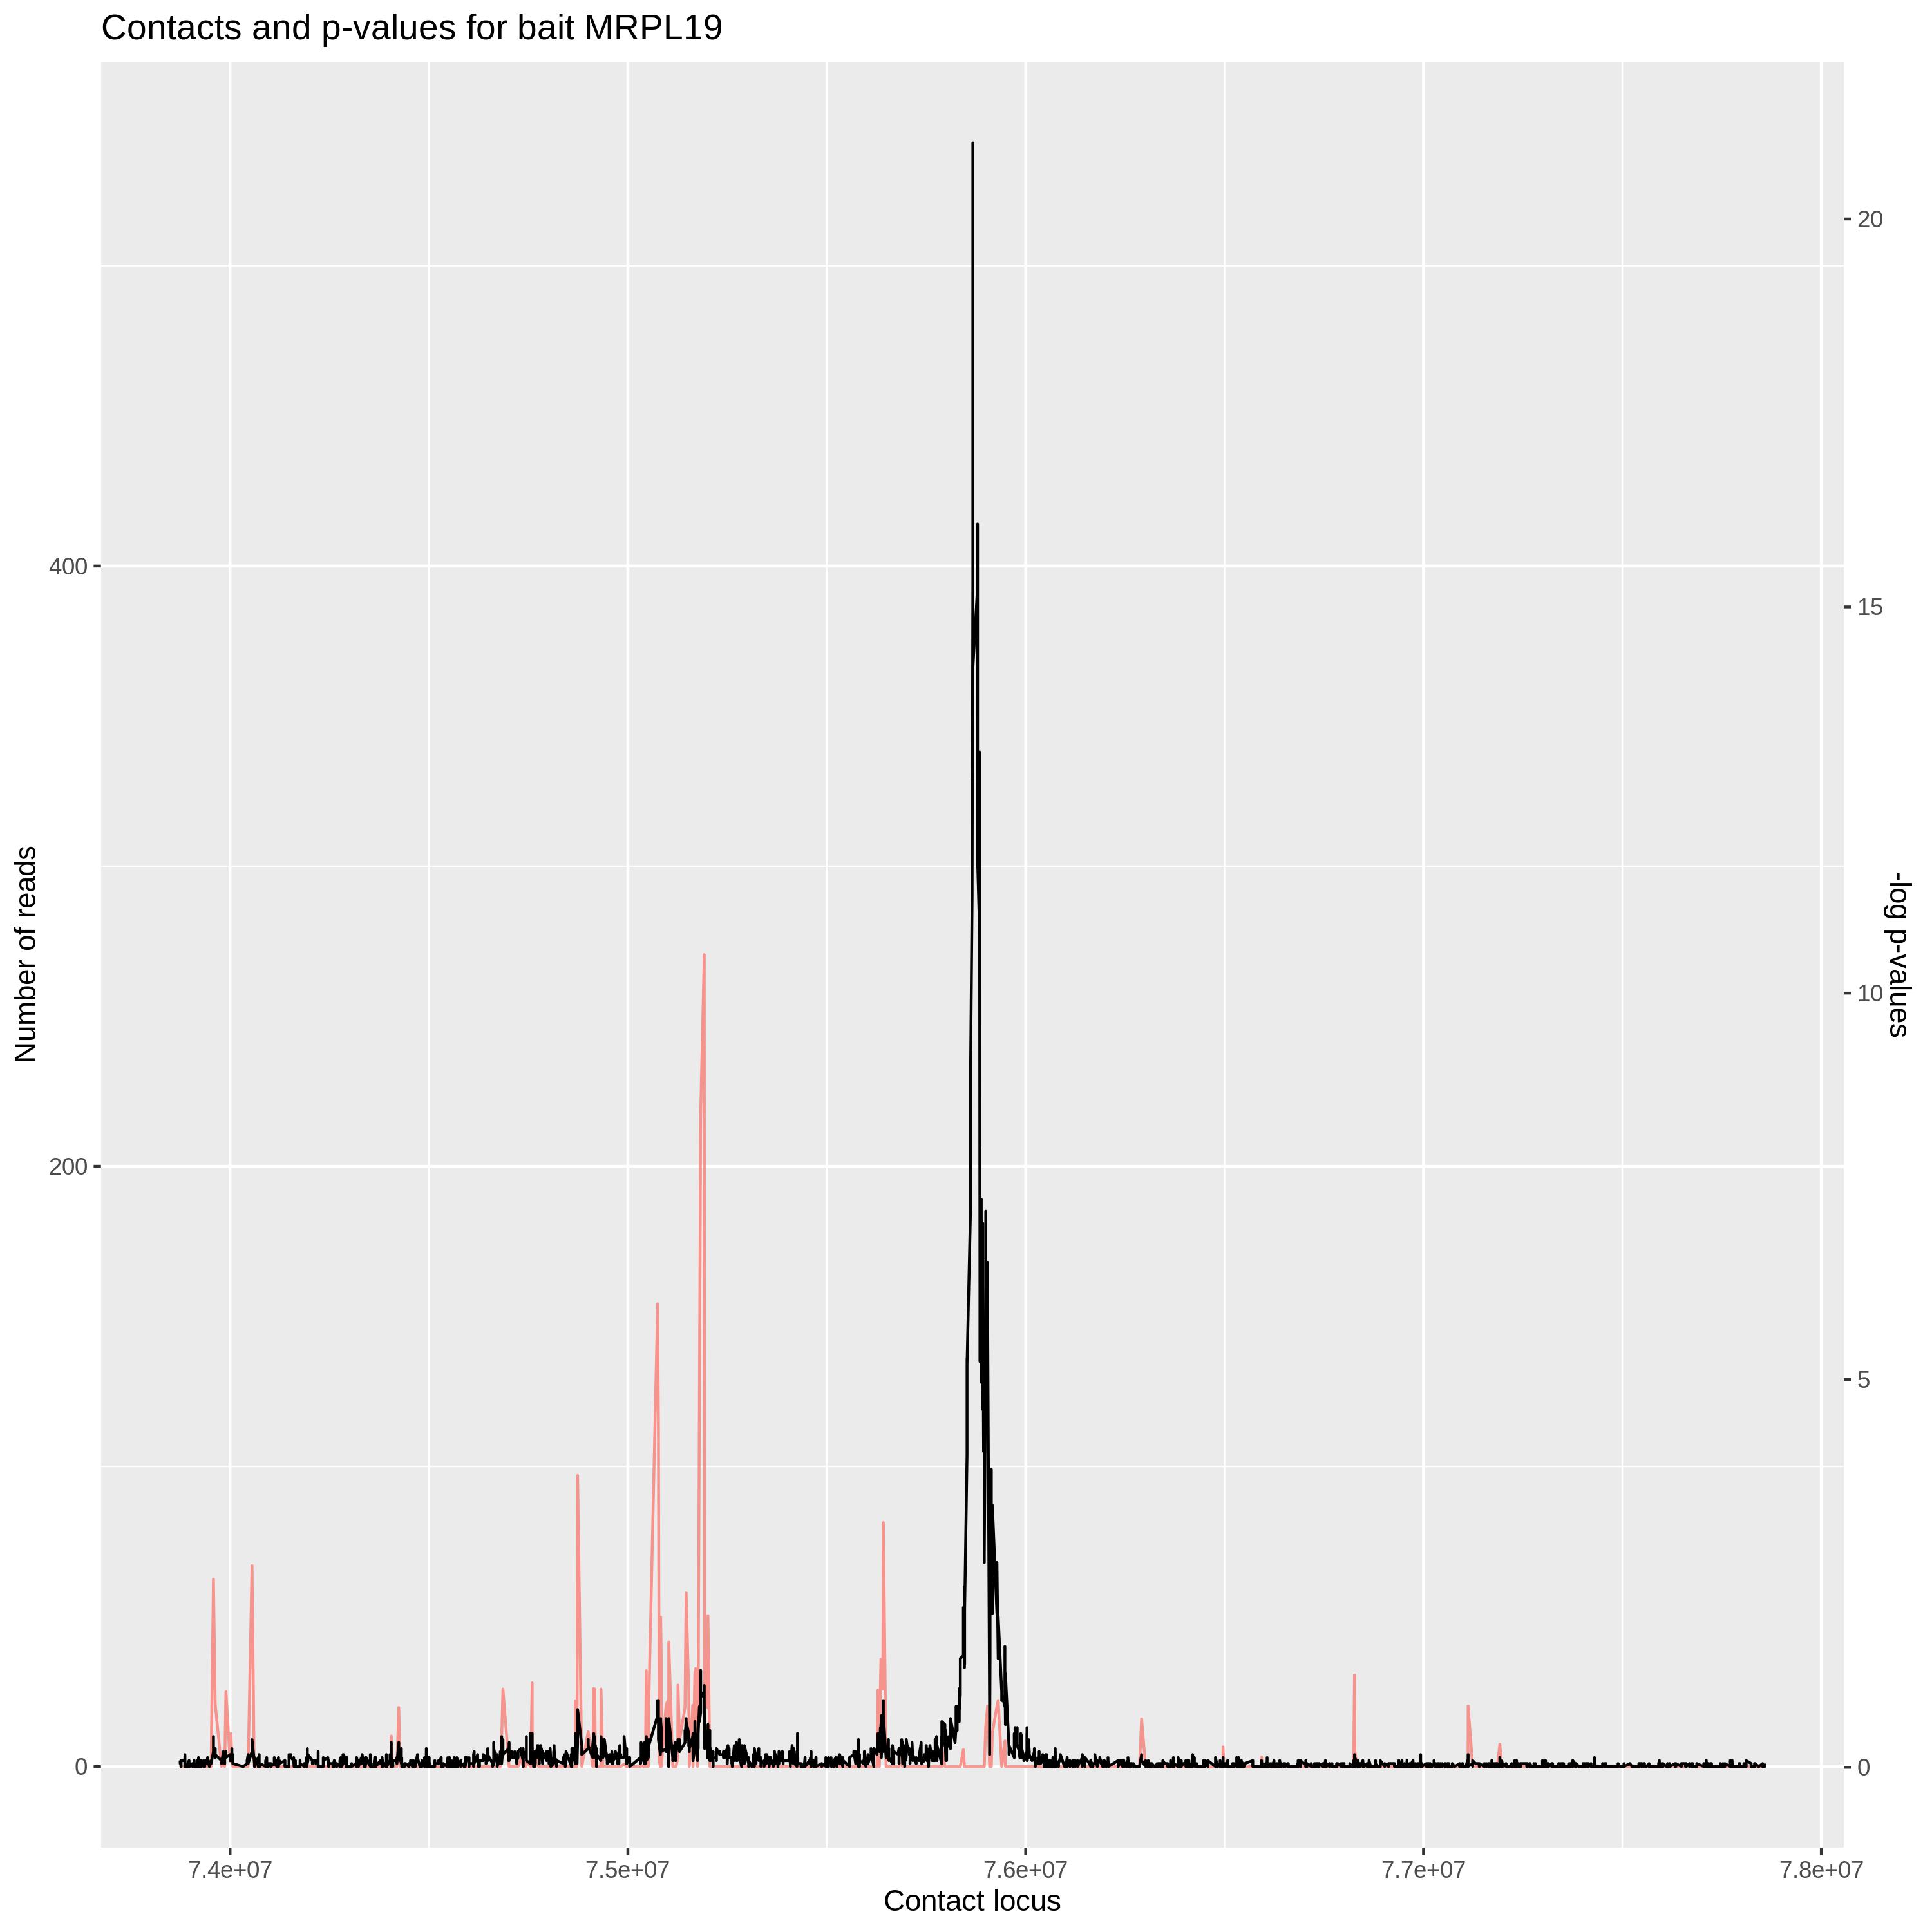 Contacts and p-values for bait MRPL19
Number of reads
400
200
0
20
15
10
5
0
-log p-values
7.4e+07
7.5e+07
7.6e+07
7.7e+07
7.8e+07
Contact locus